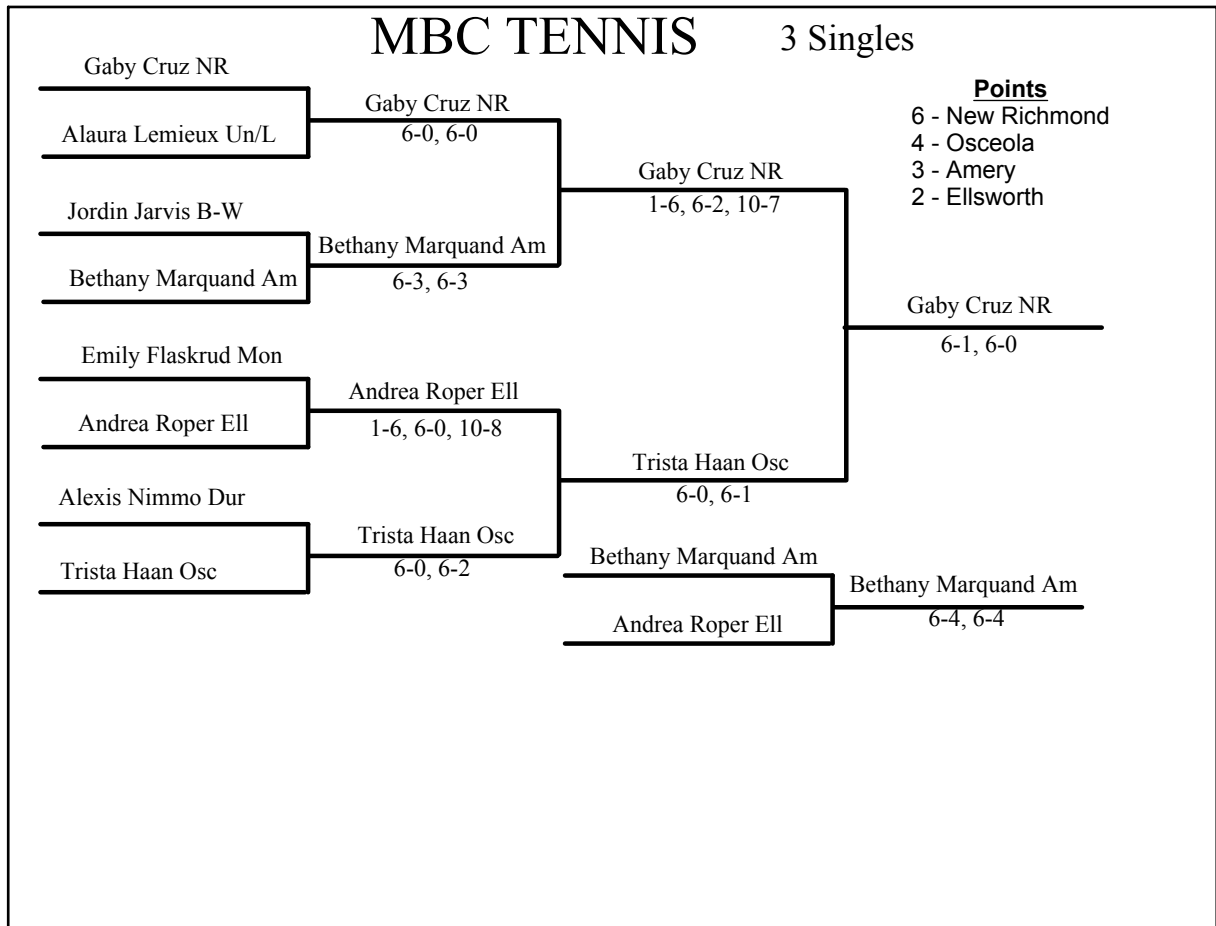 MBC TENNIS 3 Singles
Points
6 - New Richmond
4 - Osceola
3 - Amery
2 - Ellsworth
Gaby Cruz NR
Alaura Lemieux Un/L
Jordin Jarvis B-W
Bethany Marquand Am
Emily Flaskrud Mon
Andrea Roper Ell
Alexis Nimmo Dur
Trista Haan Osc
Gaby Cruz NR
6-0, 6-0
Bethany Marquand Am
6-3, 6-3
Andrea Roper Ell
1-6, 6-0, 10-8
Trista Haan Osc
6-0, 6-2
Gaby Cruz NR
1-6, 6-2, 10-7
Trista Haan Osc
6-0, 6-1
Gaby Cruz NR
6-1, 6-0
Bethany Marquand Am
Andrea Roper Ell
Bethany Marquand Am
6-4, 6-4